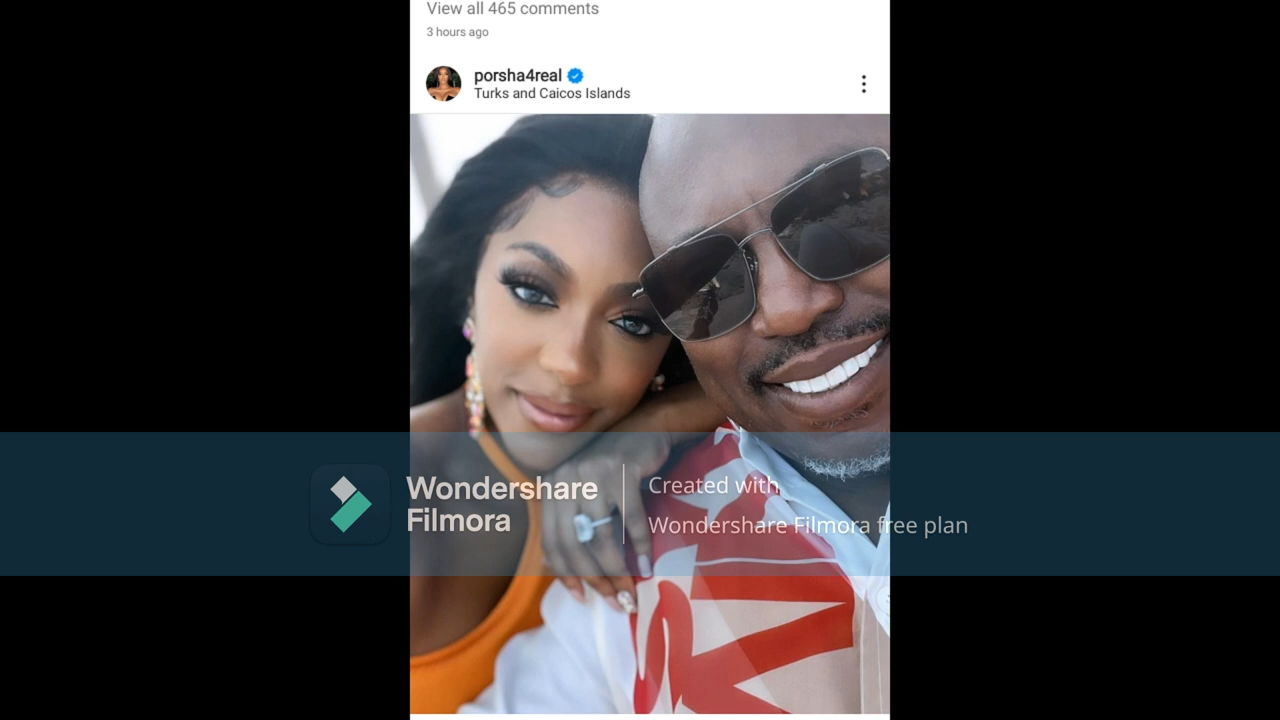 View all 465 comments
3 hours ago
porsha4real
Turks and Caicos Islands
Wondershare
Filmora
Created with
Wondershare Filmora free plan